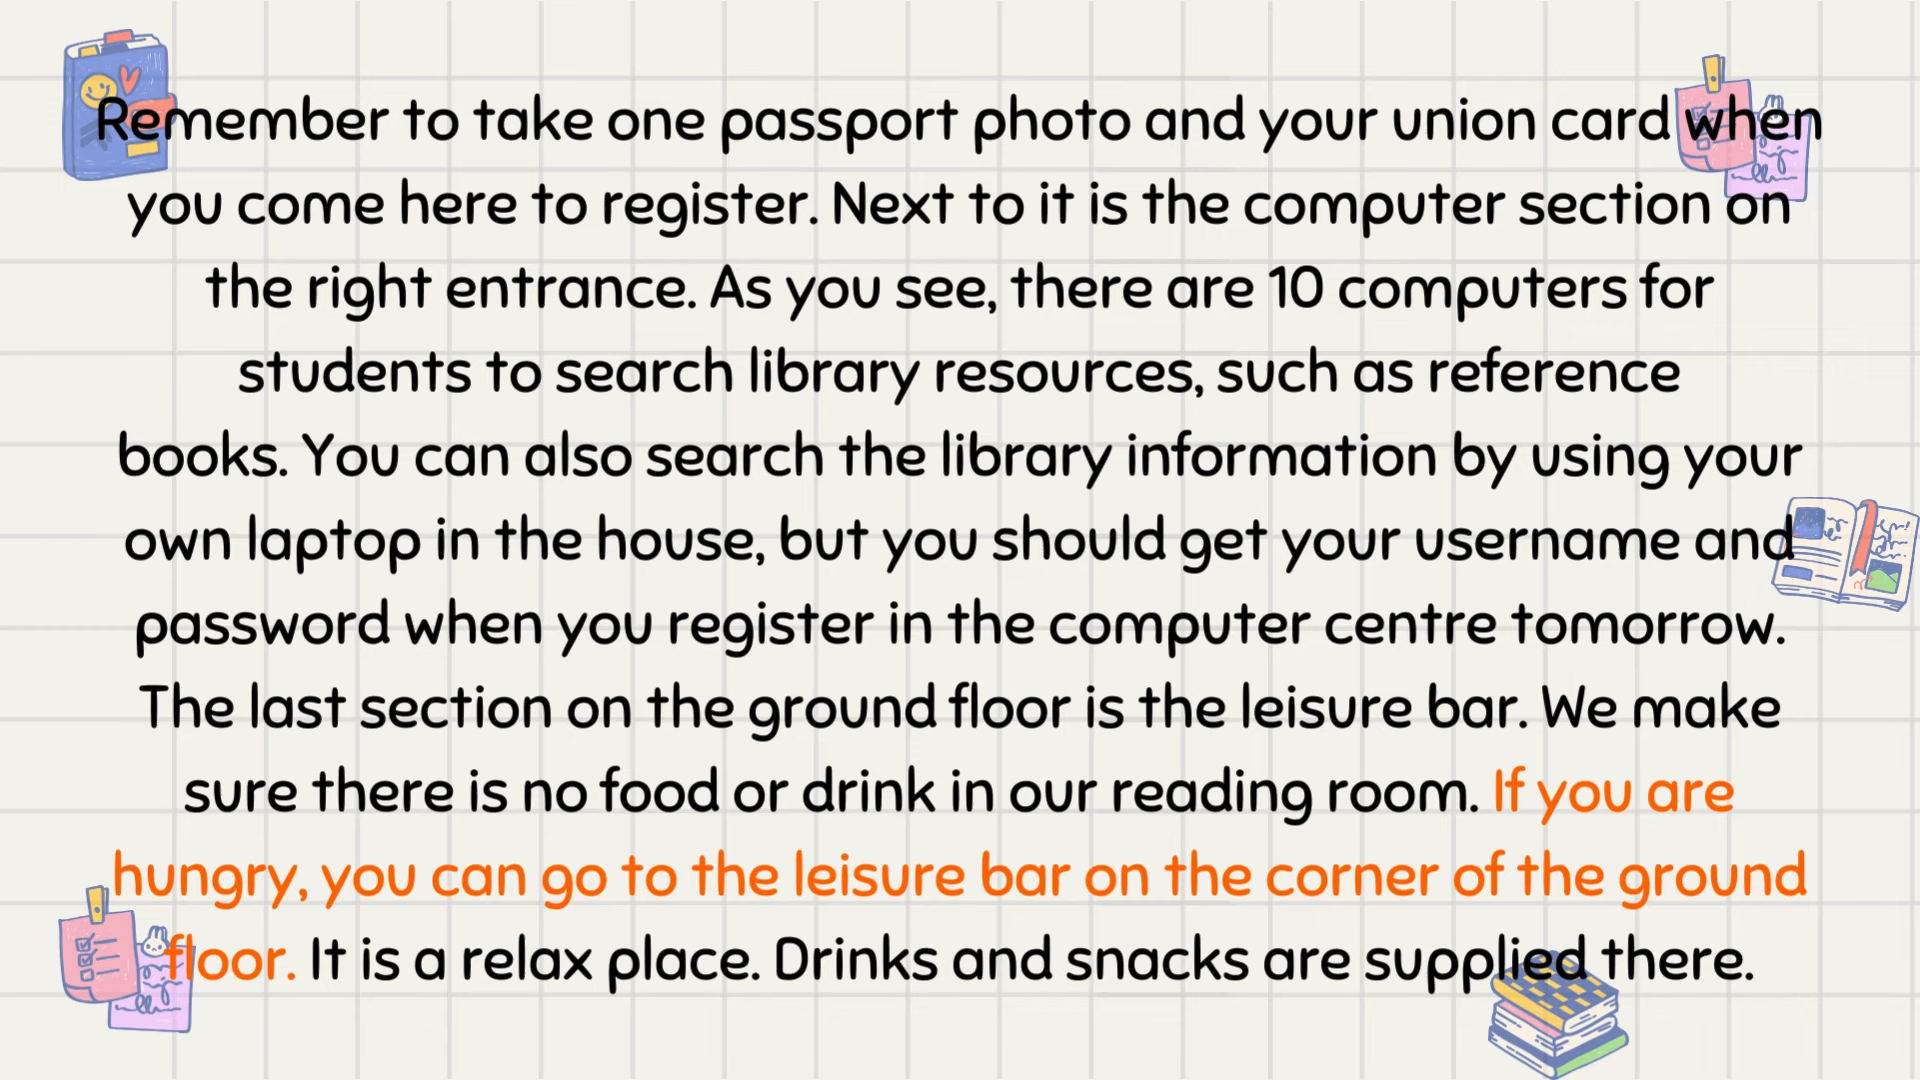 Remember to take one passport photo and your union card when
you come here to register. Next to it is the computer section on
the right entrance. As you see, there are 10 computers for
students to search library resources, such as reference
books. You can also search the library information by using your
own laptop in the house, but you should get your username and
password when you register in the computer centre tomorrow.
The last section on the ground floor is the leisure bar. We make
sure there is no food or drink in our reading room. If you are
hungry, you can go to the leisure bar on the corner of the ground
floor. It is a relax place. Drinks and snacks are supplied there.